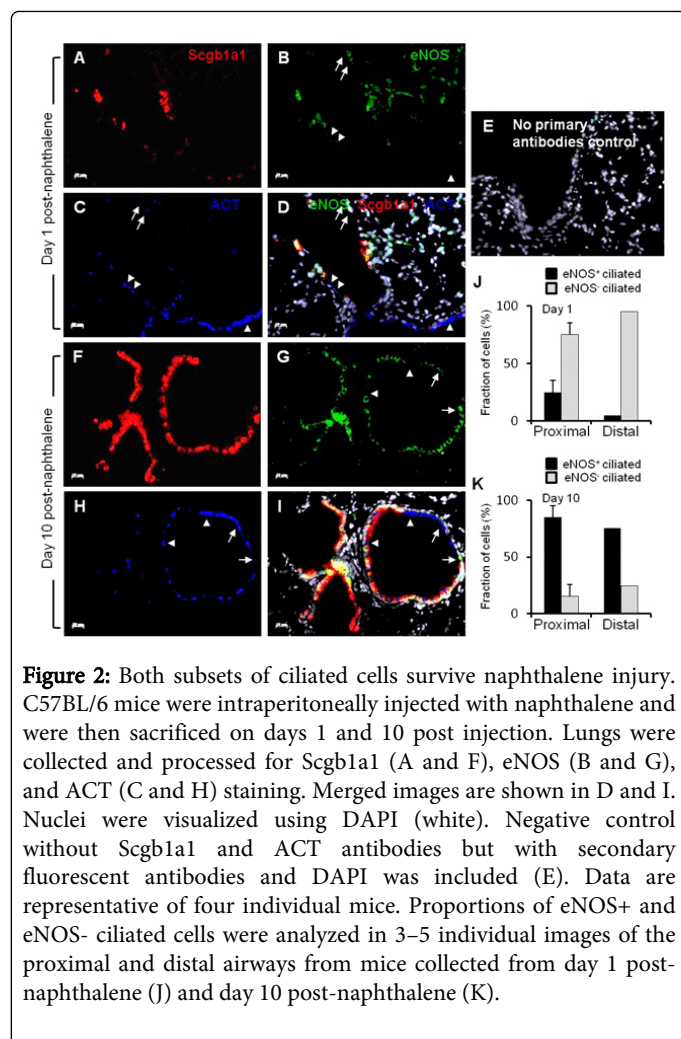 Day 1 post-naphthalene
A Scgb1a1
B eNOS
C ACT
D eNOS Scgb1a1 ACT
E No primary
antibodies control
Day 10 post-naphthalene
F
G
H
I
J
eNOS⁺ ciliated
eNOS⁻ ciliated
Day 1
Fraction of cells (%)
100
50
0
Proximal Distal
K
eNOS⁺ ciliated
eNOS⁻ ciliated
Day 10
Fraction of cells (%)
100
50
0
Proximal Distal
Figure 2: Both subsets of ciliated cells survive naphthalene injury.
C57BL/6 mice were intraperitoneally injected with naphthalene and
were then sacrificed on days 1 and 10 post injection. Lungs were
collected and processed for Scgb1a1 (A and F), eNOS (B and G),
and ACT (C and H) staining. Merged images are shown in D and I.
Nuclei were visualized using DAPI (white). Negative control
without Scgb1a1 and ACT antibodies but with secondary
fluorescent antibodies and DAPI was included (E). Data are
representative of four individual mice. Proportions of eNOS+ and
eNOS- ciliated cells were analyzed in 3–5 individual images of the
proximal and distal airways from mice collected from day 1 post-
naphthalene (J) and day 10 post-naphthalene (K).